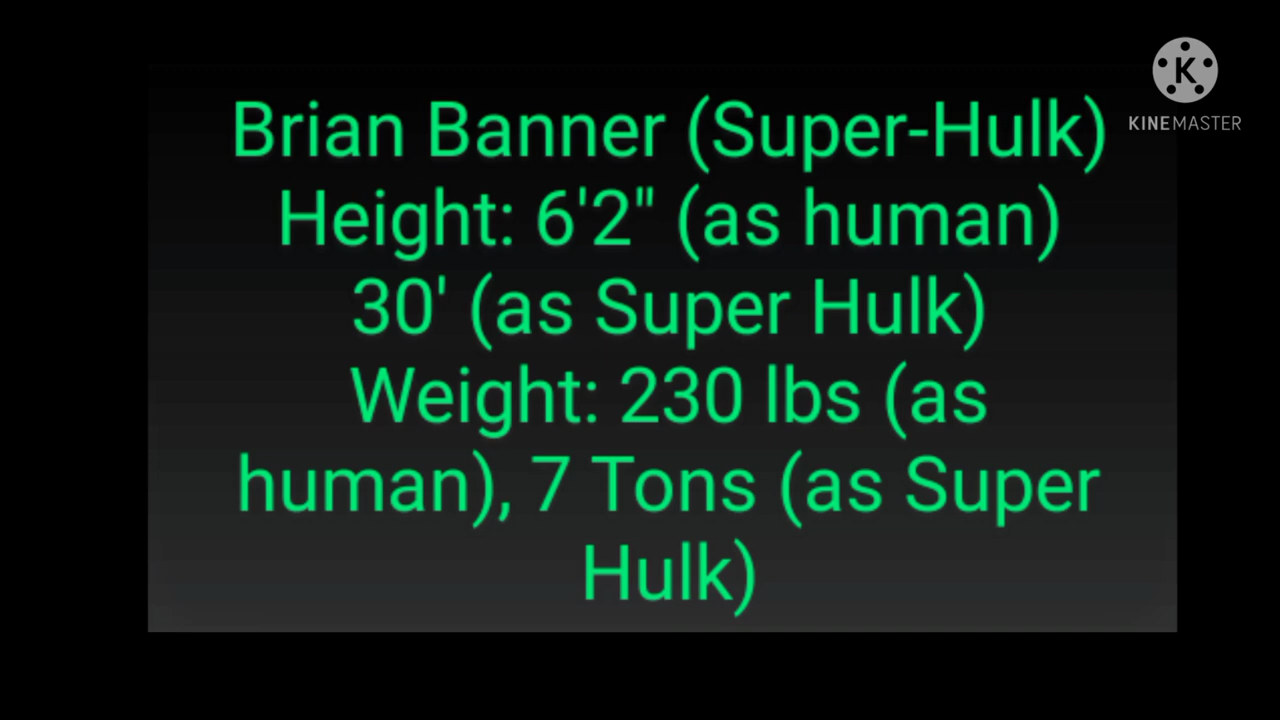 Brian Banner (Super-Hulk)
Height: 6'2" (as human)
30' (as Super Hulk)
Weight: 230 lbs (as
human), 7 Tons (as Super
Hulk)
K
KINEMASTER